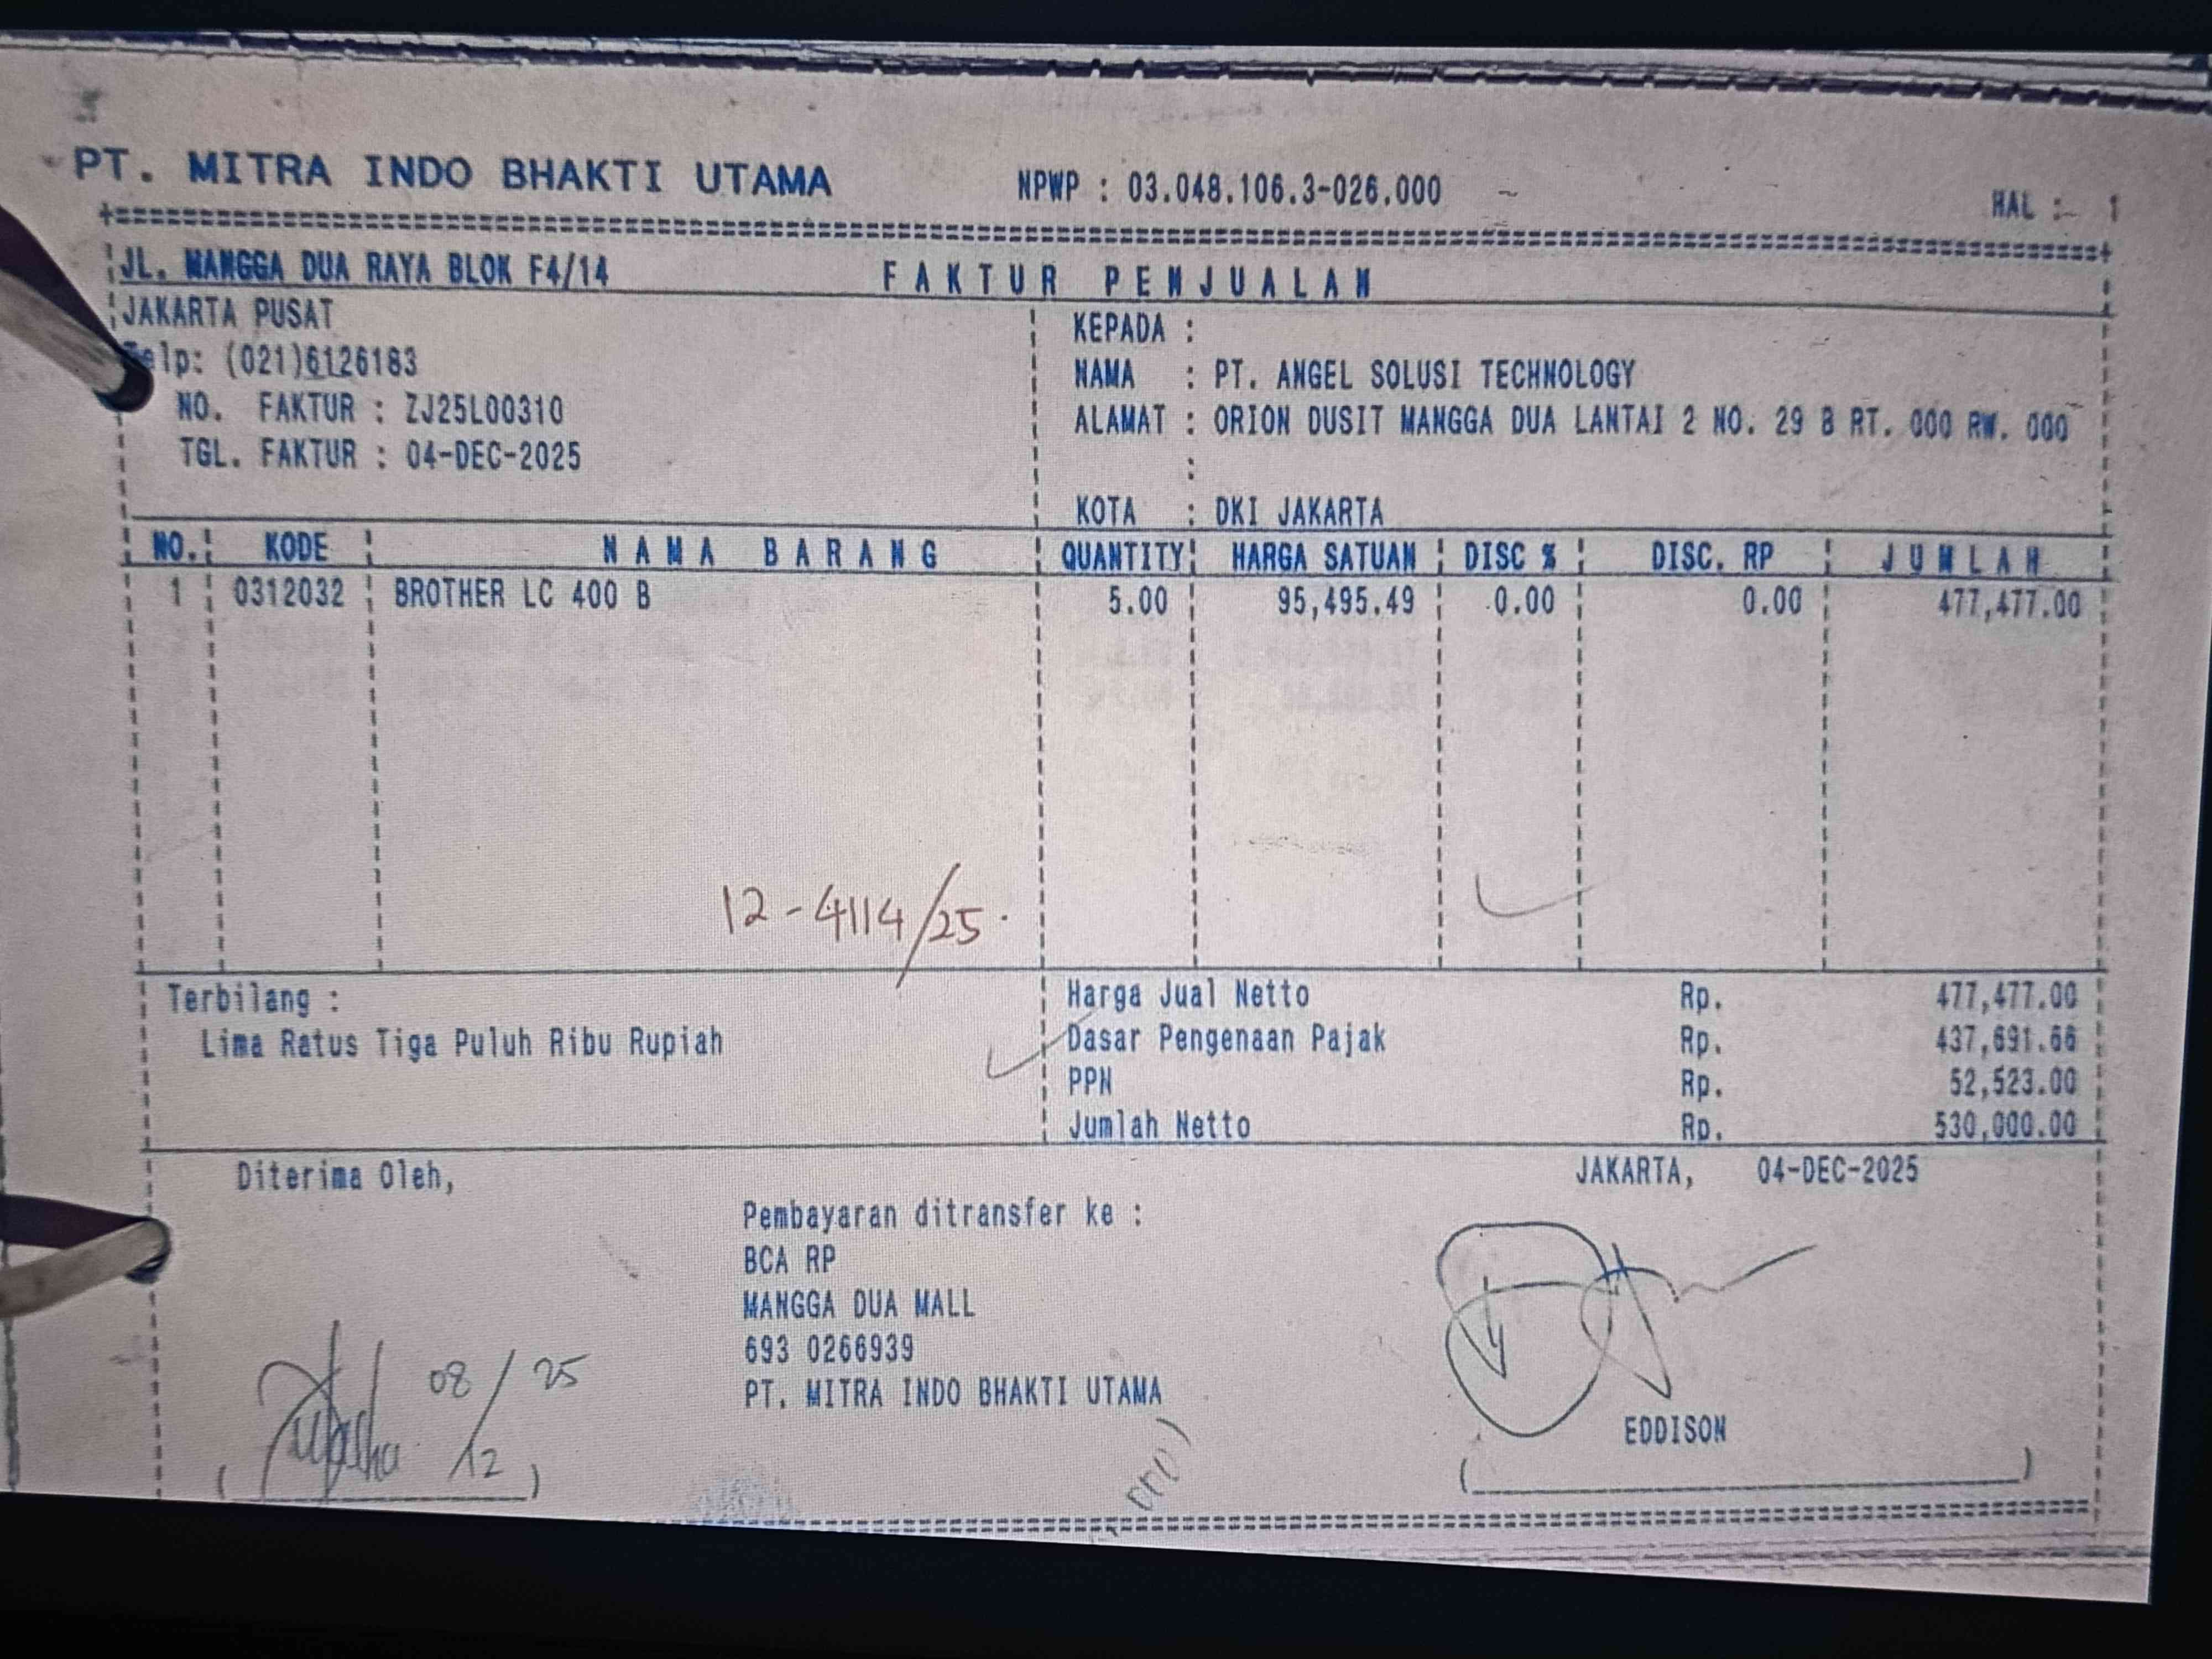 PT. MITRA INDO BHAKTI UTAMA NPWP : 03.048.106.3-026.000 HAL : 1
JL. MANGGA DUA RAYA BLOK F4/14 FAKTUR PENJUALAN
JAKARTA PUSAT
Telp: (021)6126183
NO. FAKTUR : ZJ25L00310
TGL. FAKTUR : 04-DEC-2025
KEPADA :
NAMA : PT. ANGEL SOLUSI TECHNOLOGY
ALAMAT : ORION DUSIT MANGGA DUA LANTAI 2 NO. 29 B RT. 000 RW. 000
:
KOTA : DKI JAKARTA
NO. KODE NAMA BARANG QUANTITY HARGA SATUAN DISC % DISC. RP JUMLAH
1 0312032 BROTHER LC 400 B 5.00 95,495.49 0.00 0.00 477,477.00
12-4114/25.
Terbilang :
Lima Ratus Tiga Puluh Ribu Rupiah
Harga Jual Netto Rp. 477,477.00
Dasar Pengenaan Pajak Rp. 437,691.66
PPN Rp. 52,523.00
Jumlah Netto Rp. 530,000.00
Diterima Oleh,
08/12 25
Pembayaran ditransfer ke :
BCA RP
MANGGA DUA MALL
693 0266939
PT. MITRA INDO BHAKTI UTAMA
JAKARTA, 04-DEC-2025
EDDISON